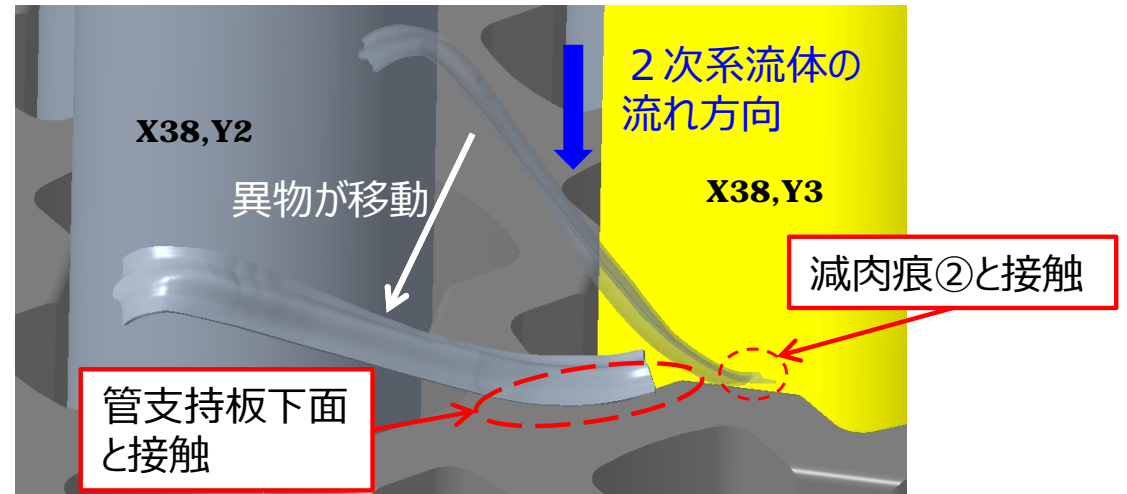 ２次系流体の
流れ方向
X38,Y2
X38,Y3
異物が移動
減肉痕②と接触
管支持板下面
と接触